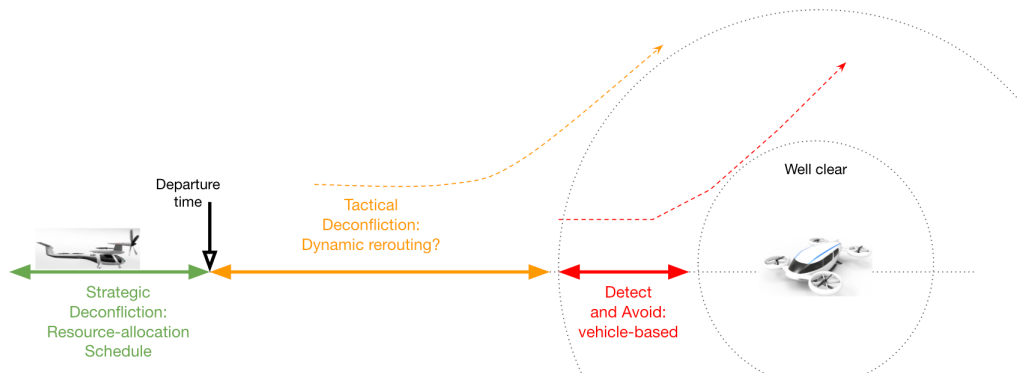 Departure
time
Well clear
Tactical
Deconfliction:
Dynamic rerouting?
Strategic
Deconfliction:
Resource-allocation
Schedule
Detect
and Avoid:
vehicle-based